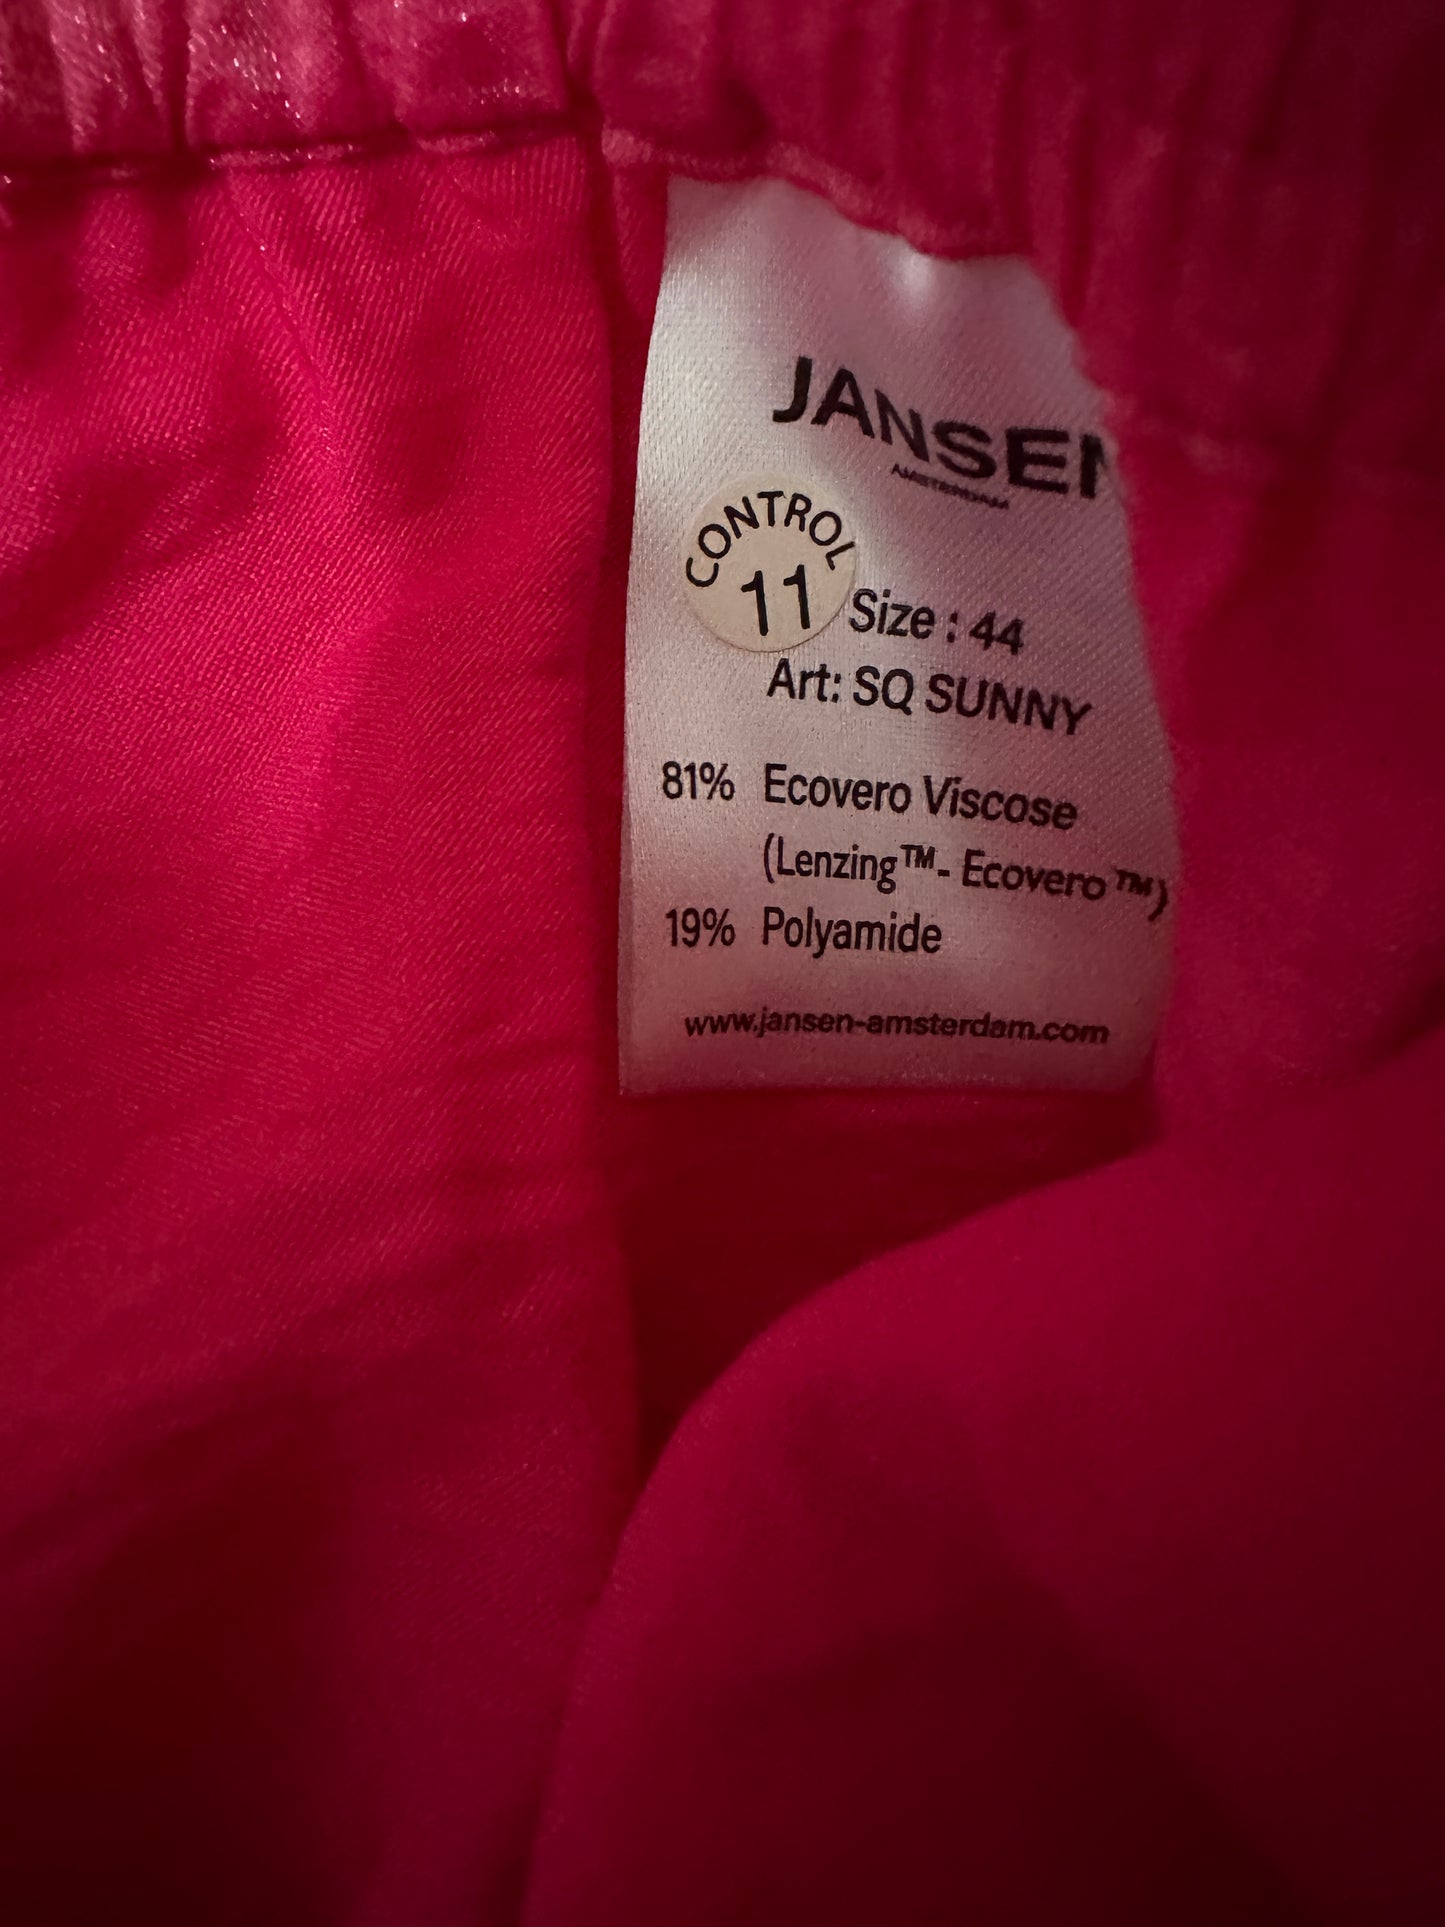 JANSEN
AMSTERDAM
CONTROL
11
Size : 44
Art: SQ SUNNY
81% Ecovero Viscose
(Lenzing™- Ecovero™)
19% Polyamide
www.jansen-amsterdam.com